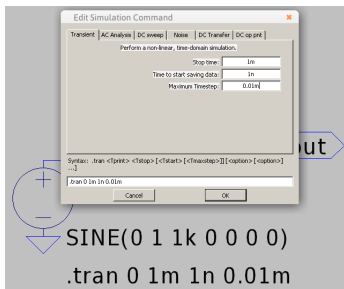 Edit Simulation Command
Transient AC Analysis DC sweep Noise DC Transfer DC op pnt
Perform a non-linear, time-domain simulation.
Stop time: 1m
Time to start saving data: 1n
Maximum Timestep: 0.01m
Syntax: .tran <Tprint> <Tstop> [<Tstart> [<Tmaxstep>]] [<option> [<option>]
...]
.tran 0 1m 1n 0.01m
Cancel OK
out
SINE(0 1 1k 0 0 0 0)
.tran 0 1m 1n 0.01m